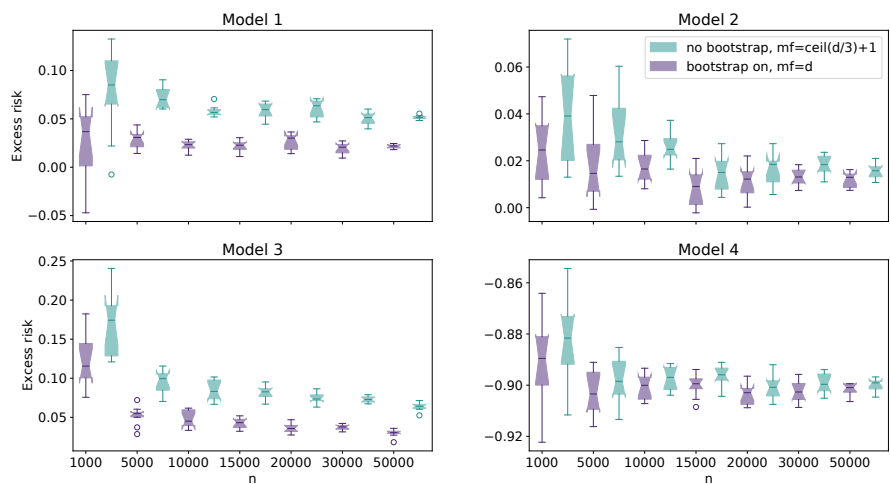 Model 1
Excess risk
0.10
0.05
0.00
−0.05
Model 2
no bootstrap, mf=ceil(d/3)+1
bootstrap on, mf=d
0.06
0.04
0.02
0.00
Model 3
Excess risk
0.25
0.20
0.15
0.10
0.05
1000 5000 10000 15000 20000 30000 50000
n
Model 4
−0.86
−0.88
−0.90
−0.92
1000 5000 10000 15000 20000 30000 50000
n